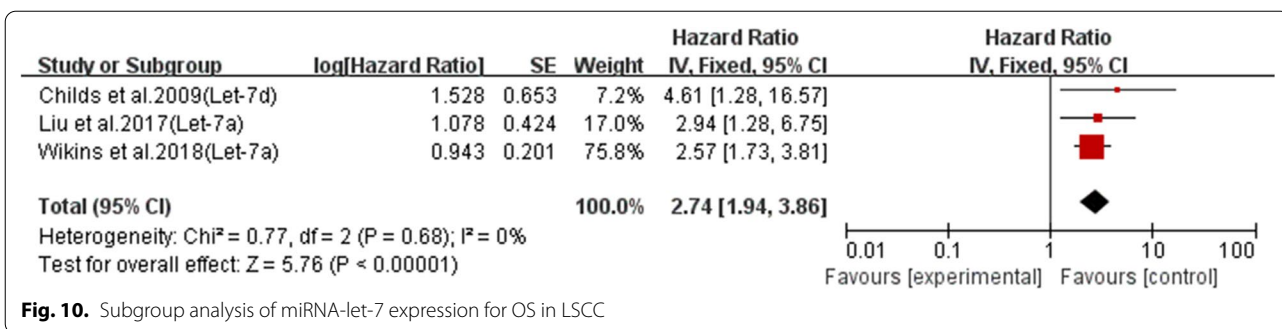 Hazard Ratio Hazard Ratio
Study or Subgroup log[Hazard Ratio] SE Weight IV, Fixed, 95% CI IV, Fixed, 95% CI
Childs et al.2009(Let-7d) 1.528 0.653 7.2% 4.61 [1.28, 16.57]
Liu et al.2017(Let-7a) 1.078 0.424 17.0% 2.94 [1.28, 6.75]
Wikins et al.2018(Let-7a) 0.943 0.201 75.8% 2.57 [1.73, 3.81]
Total (95% CI) 100.0% 2.74 [1.94, 3.86]
Heterogeneity: Chi² = 0.77, df = 2 (P = 0.68); I² = 0%
Test for overall effect: Z = 5.76 (P < 0.00001)
0.01 0.1 1 10 100
Favours [experimental] Favours [control]
Fig. 10. Subgroup analysis of miRNA-let-7 expression for OS in LSCC